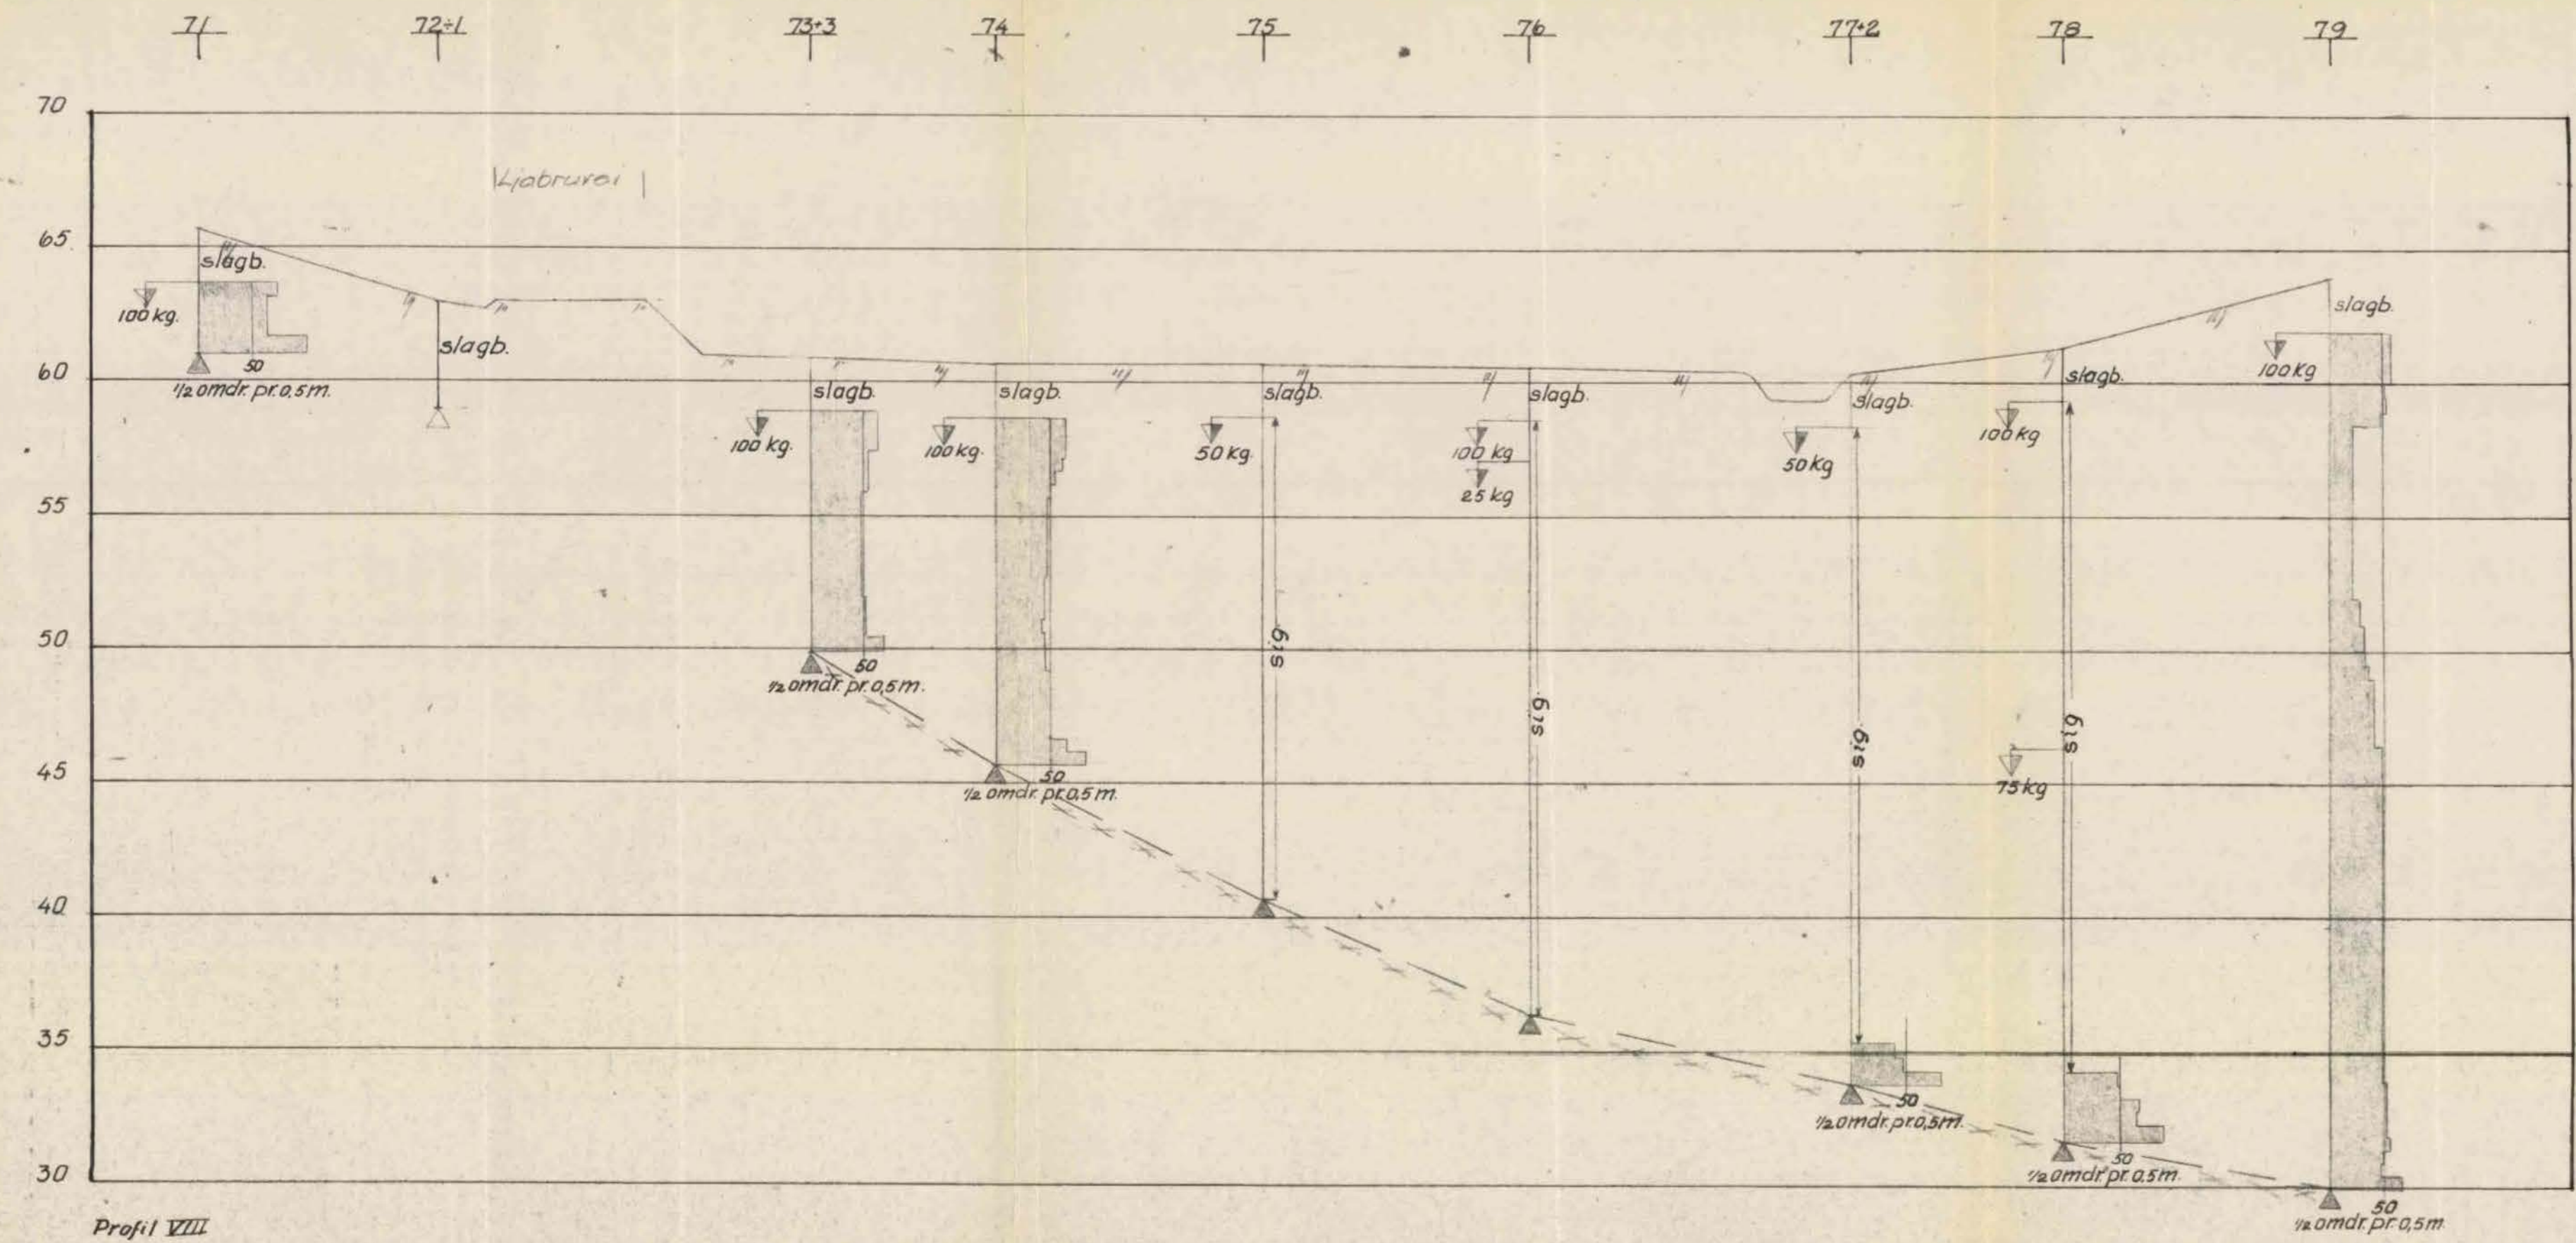 71 72÷1 73+3 74 75 76 77+2 78 79
70
Ljabruvei
65
slagb.
100 kg.
50
1/2 omdr. pr. 0,5 m.
slagb.
60
slagb.
100 kg.
50
1/2 omdr. pr. 0,5 m.
slagb.
100 kg.
50
1/2 omdr. pr. 0,5 m.
slagb.
50 kg.
sig
slagb.
100 kg
25 kg
sig.
slagb.
50 kg
sig.
50
1/2 omdr. pr. 0,5 m.
slagb.
100 kg
sig
75 kg
50
1/2 omdr. pr. 0.5 m.
slagb.
100 kg
50
1/2 omdr. pr. 0,5 m.
55
50
45
40
35
30
Profil VIII